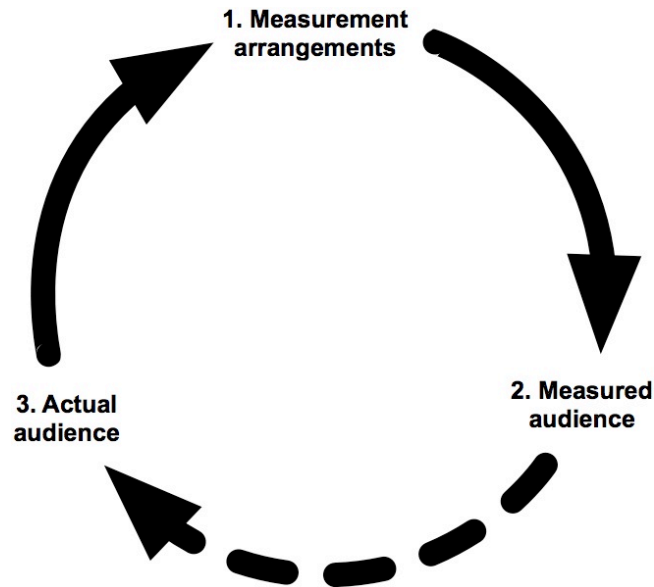 1. Measurement
arrangements
2. Measured
audience
3. Actual
audience